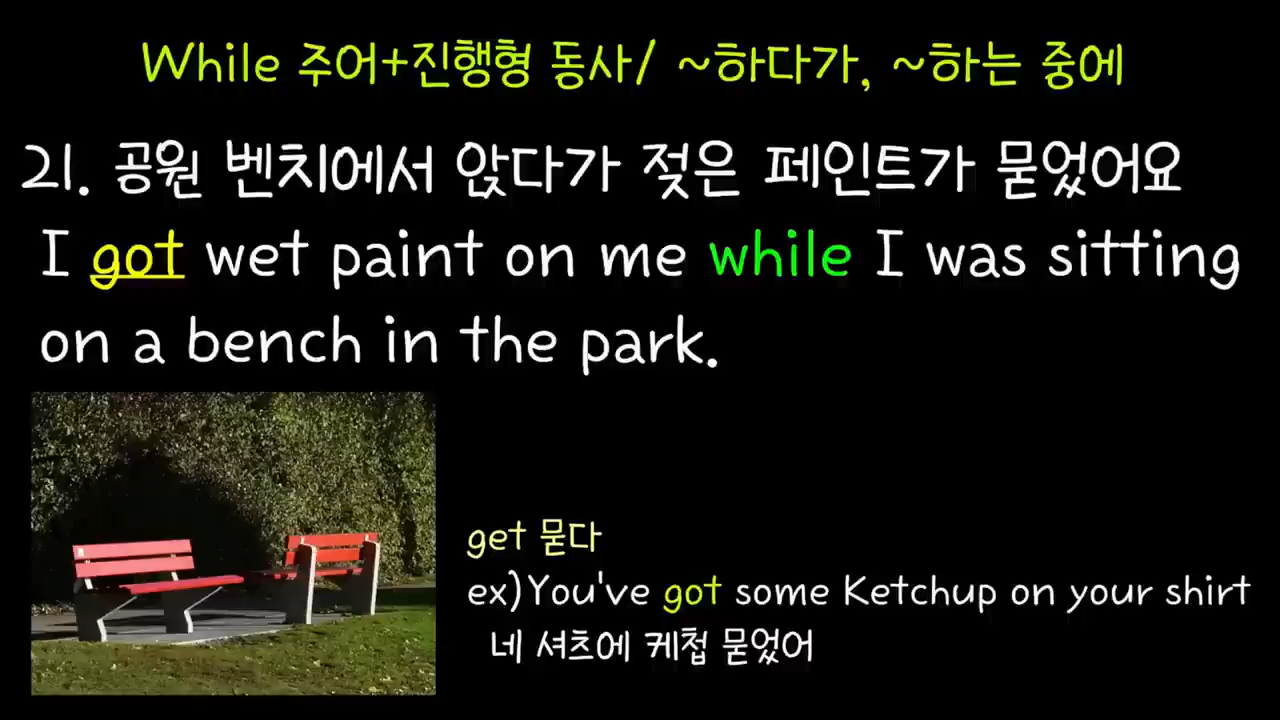 While 주어+진행형 동사/ ~하다가, ~하는 중에
21. 공원 벤치에서 앉다가 젖은 페인트가 묻었어요
I got wet paint on me while I was sitting
on a bench in the park.
get 묻다
ex)You've got some Ketchup on your shirt
네 셔츠에 케첩 묻었어